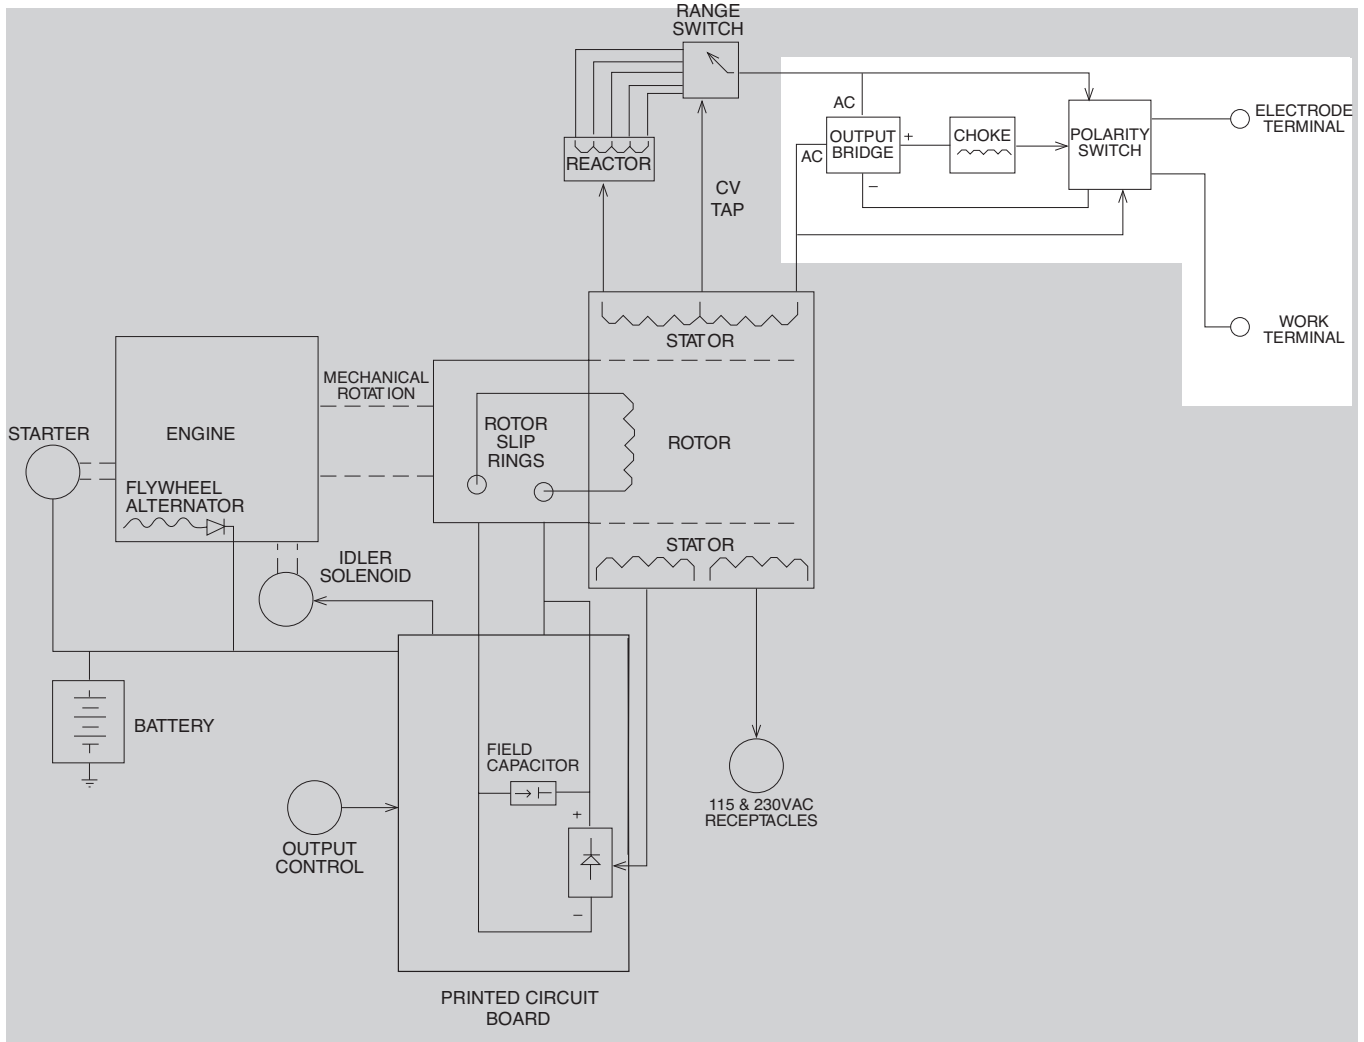 RANGE
SWITCH
AC
OUTPUT
BRIDGE
AC
+
–
CHOKE
POLARITY
SWITCH
ELECTRODE
TERMINAL
WORK
TERMINAL
REACTOR
CV
TAP
STATOR
MECHANICAL
ROTATION
STARTER
ENGINE
ROTOR
SLIP
RINGS
ROTOR
FLYWHEEL
ALTERNATOR
STATOR
IDLER
SOLENOID
BATTERY
FIELD
CAPACITOR
+
–
115 & 230VAC
RECEPTACLES
OUTPUT
CONTROL
PRINTED CIRCUIT
BOARD